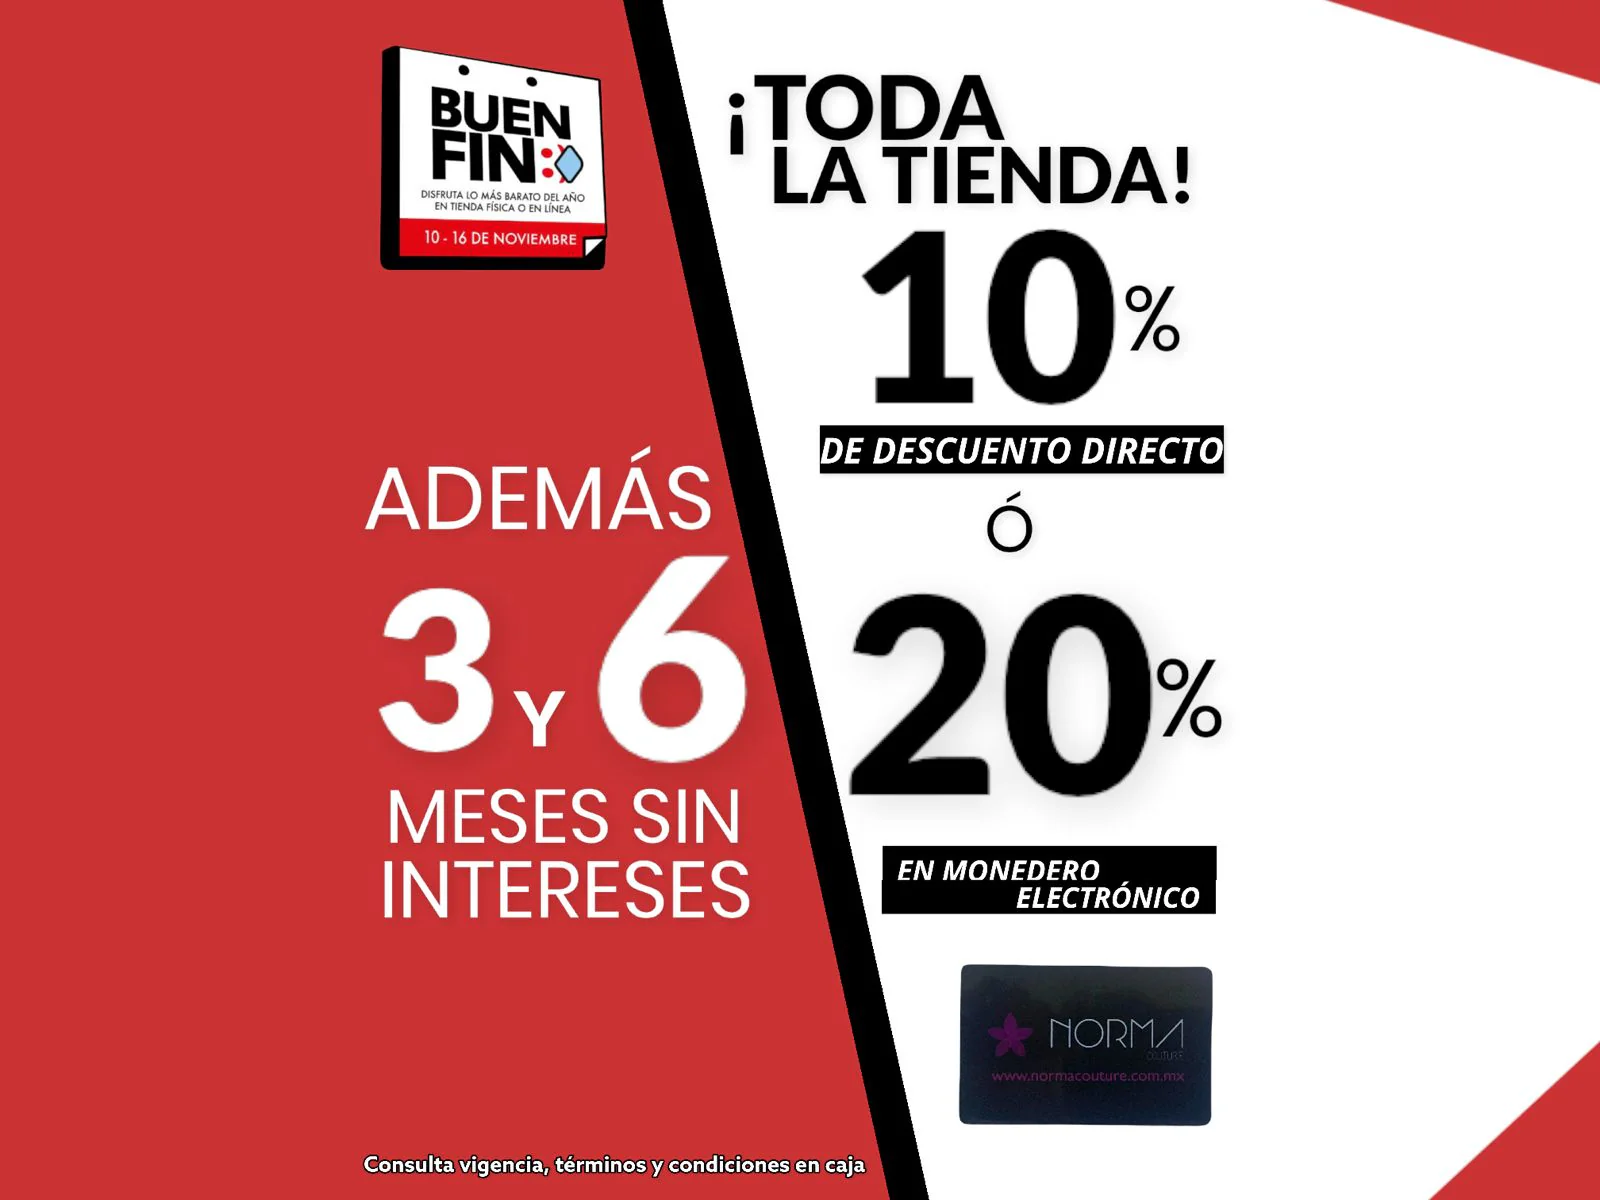 BUEN
FIN
DISFRUTA LO MÁS BARATO DEL AÑO
EN TIENDA FÍSICA O EN LÍNEA
10 - 16 DE NOVIEMBRE
ADEMÁS
3 Y 6
MESES SIN
INTERESES
¡TODA
LA TIENDA!
10%
DE DESCUENTO DIRECTO
Ó
20%
EN MONEDERO
ELECTRÓNICO
NORMA
COUTURE
www.normacouture.com.mx
Consulta vigencia, términos y condiciones en caja